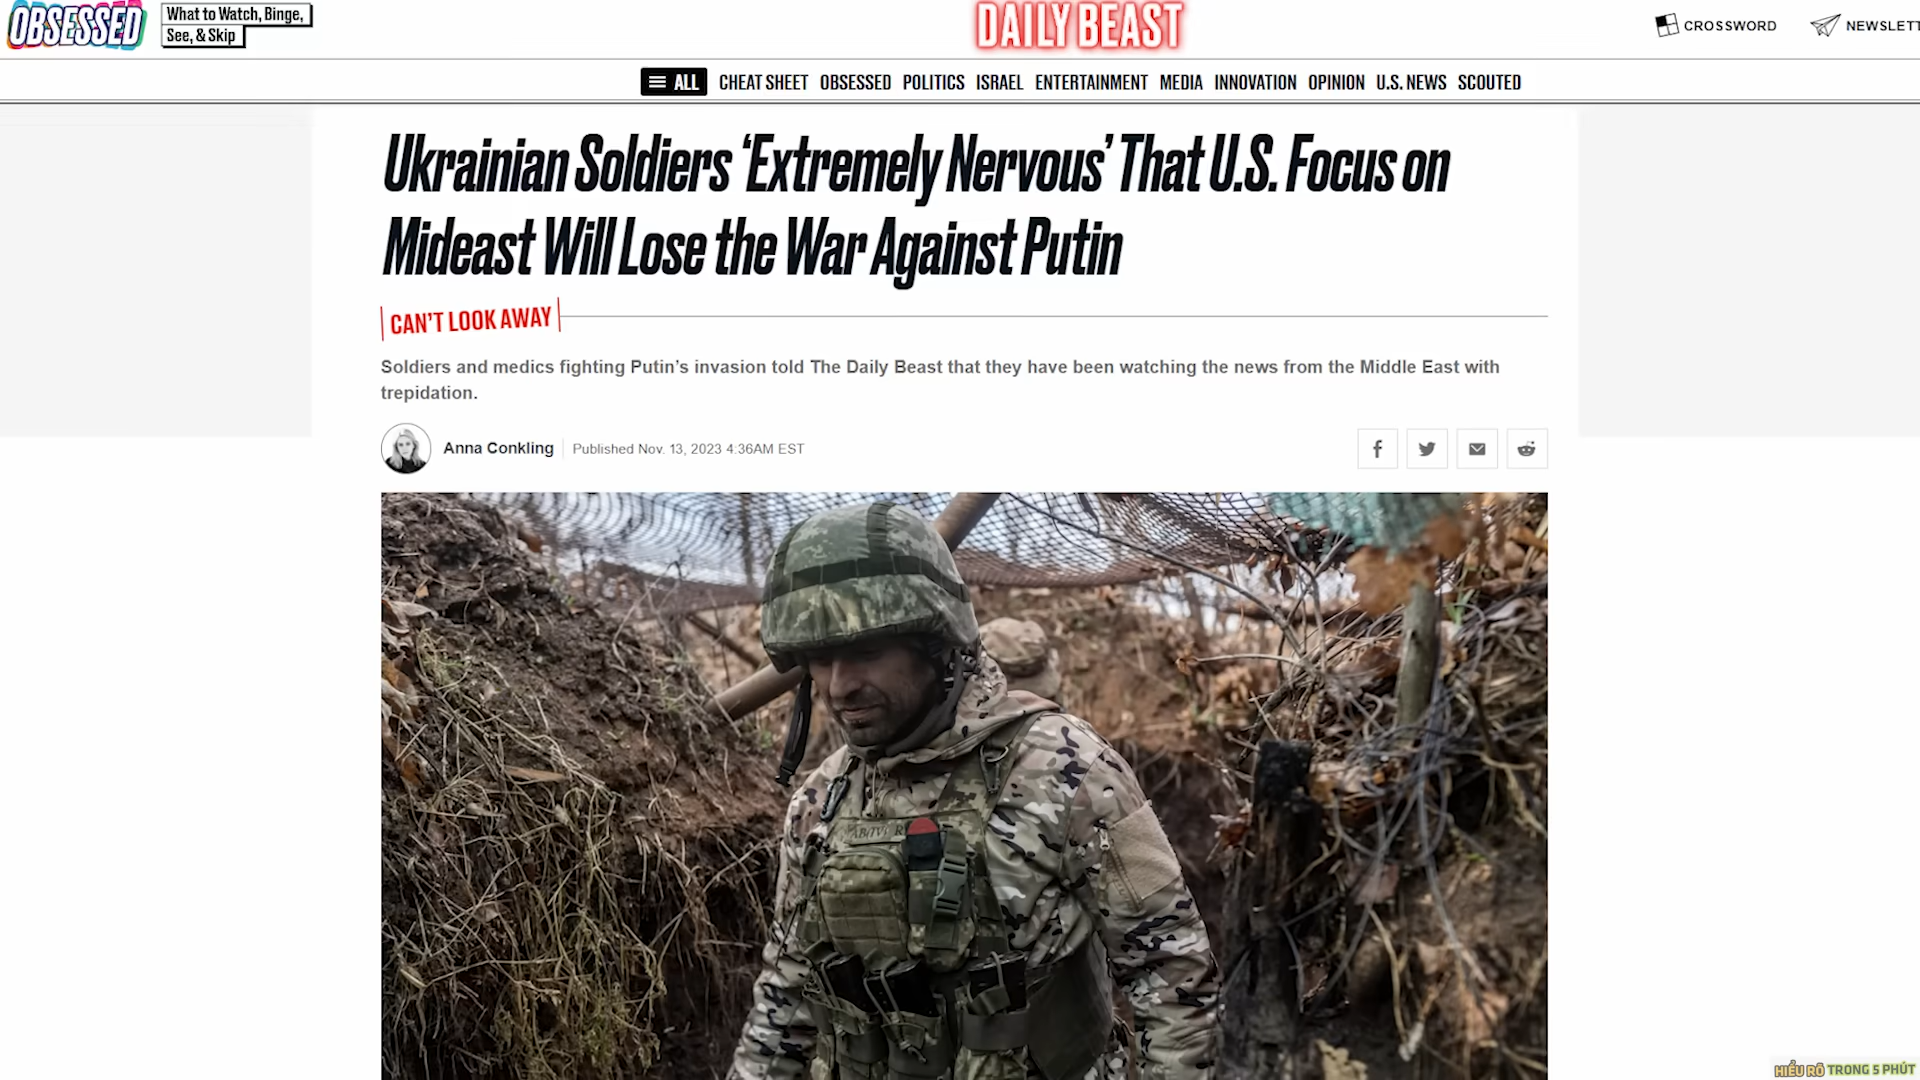 OBSESSED
What to Watch, Binge,
See, & Skip
DAILY BEAST
CROSSWORD
NEWSLETT
ALL CHEAT SHEET OBSESSED POLITICS ISRAEL ENTERTAINMENT MEDIA INNOVATION OPINION U.S. NEWS SCOUTED
Ukrainian Soldiers ‘Extremely Nervous’ That U.S. Focus on
Mideast Will Lose the War Against Putin
CAN’T LOOK AWAY
Soldiers and medics fighting Putin’s invasion told The Daily Beast that they have been watching the news from the Middle East with
trepidation.
Anna Conkling
Published Nov. 13, 2023 4:36AM EST
HIỂU RÕ TRONG 5 PHÚT